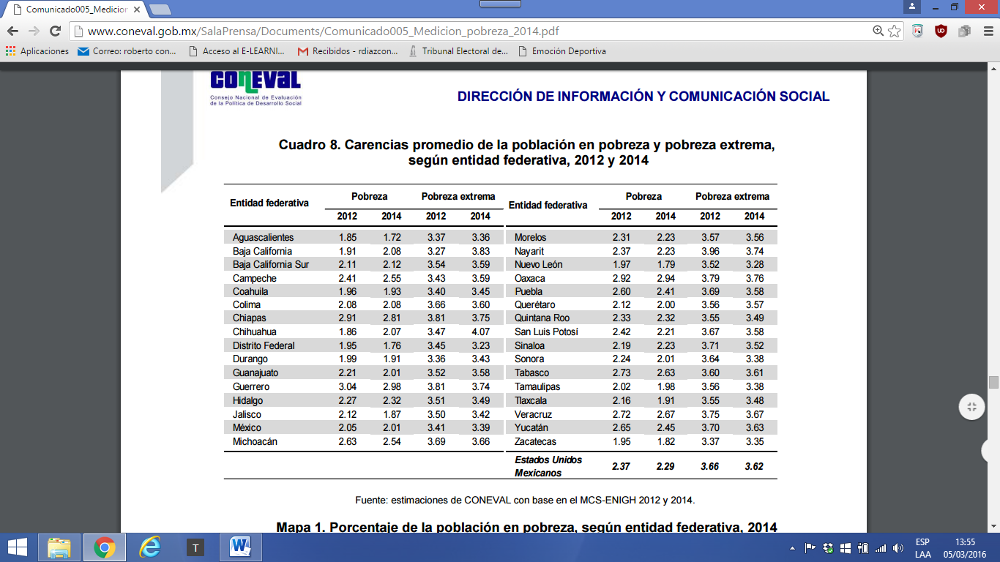 Comunicado005_Medicion
www.coneval.gob.mx/SalaPrensa/Documents/Comunicado005_Medicion_pobreza_2014.pdf
Aplicaciones Correo: roberto con... Acceso al E-LEARNI... Recibidos - rdiazcon... Tribunal Electoral de... Emoción Deportiva
CONEVAL
Consejo Nacional de Evaluación
de la Política de Desarrollo Social
DIRECCIÓN DE INFORMACIÓN Y COMUNICACIÓN SOCIAL
Cuadro 8. Carencias promedio de la población en pobreza y pobreza extrema,
según entidad federativa, 2012 y 2014
Entidad federativa Pobreza Pobreza extrema Entidad federativa Pobreza Pobreza extrema
2012 2014 2012 2014 2012 2014 2012 2014
Aguascalientes 1.85 1.72 3.37 3.36 Morelos 2.31 2.23 3.57 3.56
Baja California 1.91 2.08 3.27 3.83 Nayarit 2.37 2.23 3.96 3.74
Baja California Sur 2.11 2.12 3.54 3.59 Nuevo León 1.97 1.79 3.52 3.28
Campeche 2.41 2.55 3.43 3.59 Oaxaca 2.92 2.94 3.79 3.76
Coahuila 1.96 1.93 3.40 3.45 Puebla 2.60 2.41 3.69 3.58
Colima 2.08 2.08 3.66 3.60 Querétaro 2.12 2.00 3.56 3.57
Chiapas 2.91 2.81 3.81 3.75 Quintana Roo 2.33 2.32 3.55 3.49
Chihuahua 1.86 2.07 3.47 4.07 San Luis Potosí 2.42 2.21 3.67 3.58
Distrito Federal 1.95 1.76 3.45 3.23 Sinaloa 2.19 2.23 3.71 3.52
Durango 1.99 1.91 3.36 3.43 Sonora 2.24 2.01 3.64 3.38
Guanajuato 2.21 2.01 3.52 3.58 Tabasco 2.73 2.63 3.60 3.61
Guerrero 3.04 2.98 3.81 3.74 Tamaulipas 2.02 1.98 3.56 3.38
Hidalgo 2.27 2.32 3.51 3.49 Tlaxcala 2.16 1.91 3.55 3.48
Jalisco 2.12 1.87 3.50 3.42 Veracruz 2.72 2.67 3.75 3.67
México 2.05 2.01 3.41 3.39 Yucatán 2.65 2.45 3.70 3.63
Michoacán 2.63 2.54 3.69 3.66 Zacatecas 1.95 1.82 3.37 3.35
Estados Unidos
Mexicanos 2.37 2.29 3.66 3.62
Fuente: estimaciones de CONEVAL con base en el MCS-ENIGH 2012 y 2014.
Mapa 1. Porcentaje de la población en pobreza, según entidad federativa, 2014
T
ESP 13:55
LAA 05/03/2016